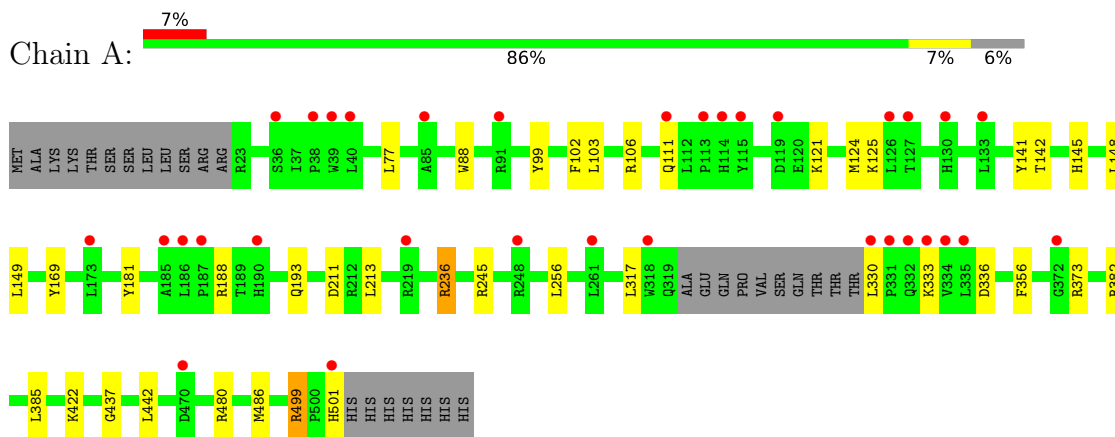 7%
Chain A:
86% 7% 6%
MET ALA LYS LYS THR SER SER LEU LEU SER ARG ARG R23 S36 I37 P38 W39 L40 L77 A85 W88 R91 Y99 F102 L103 R106 Q111 L112 P113 H114 Y115 D119 E120 K121 M124 K125 L126 T127 H130 L133 Y141 T142 H145 L148
L149 Y169 L173 Y181 A185 L186 P187 R188 T189 H190 Q193 D211 R212 L213 R219 R236 R245 R248 L256 L261 L317 W318 Q319 ALA GLU GLN PRO VAL SER GLN THR THR THR L330 P331 Q332 K333 V334 L335 D336 F356 G372 R373
L385 K422 G437 L442 D470 R480 M486 R499 P500 H501 HIS HIS HIS HIS HIS HIS HIS